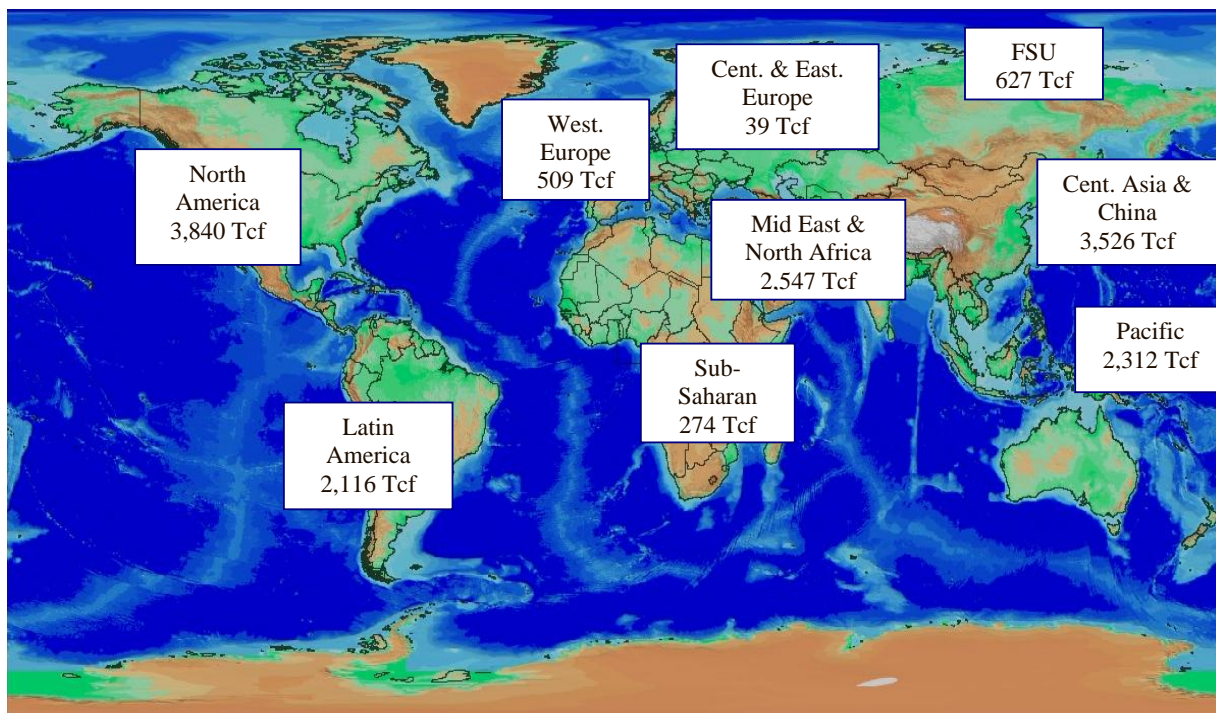 FSU
627 Tcf
Cent. & East.
Europe
39 Tcf
West.
Europe
509 Tcf
North
America
3,840 Tcf
Cent. Asia &
China
3,526 Tcf
Mid East &
North Africa
2,547 Tcf
Pacific
2,312 Tcf
Sub-
Saharan
274 Tcf
Latin
America
2,116 Tcf